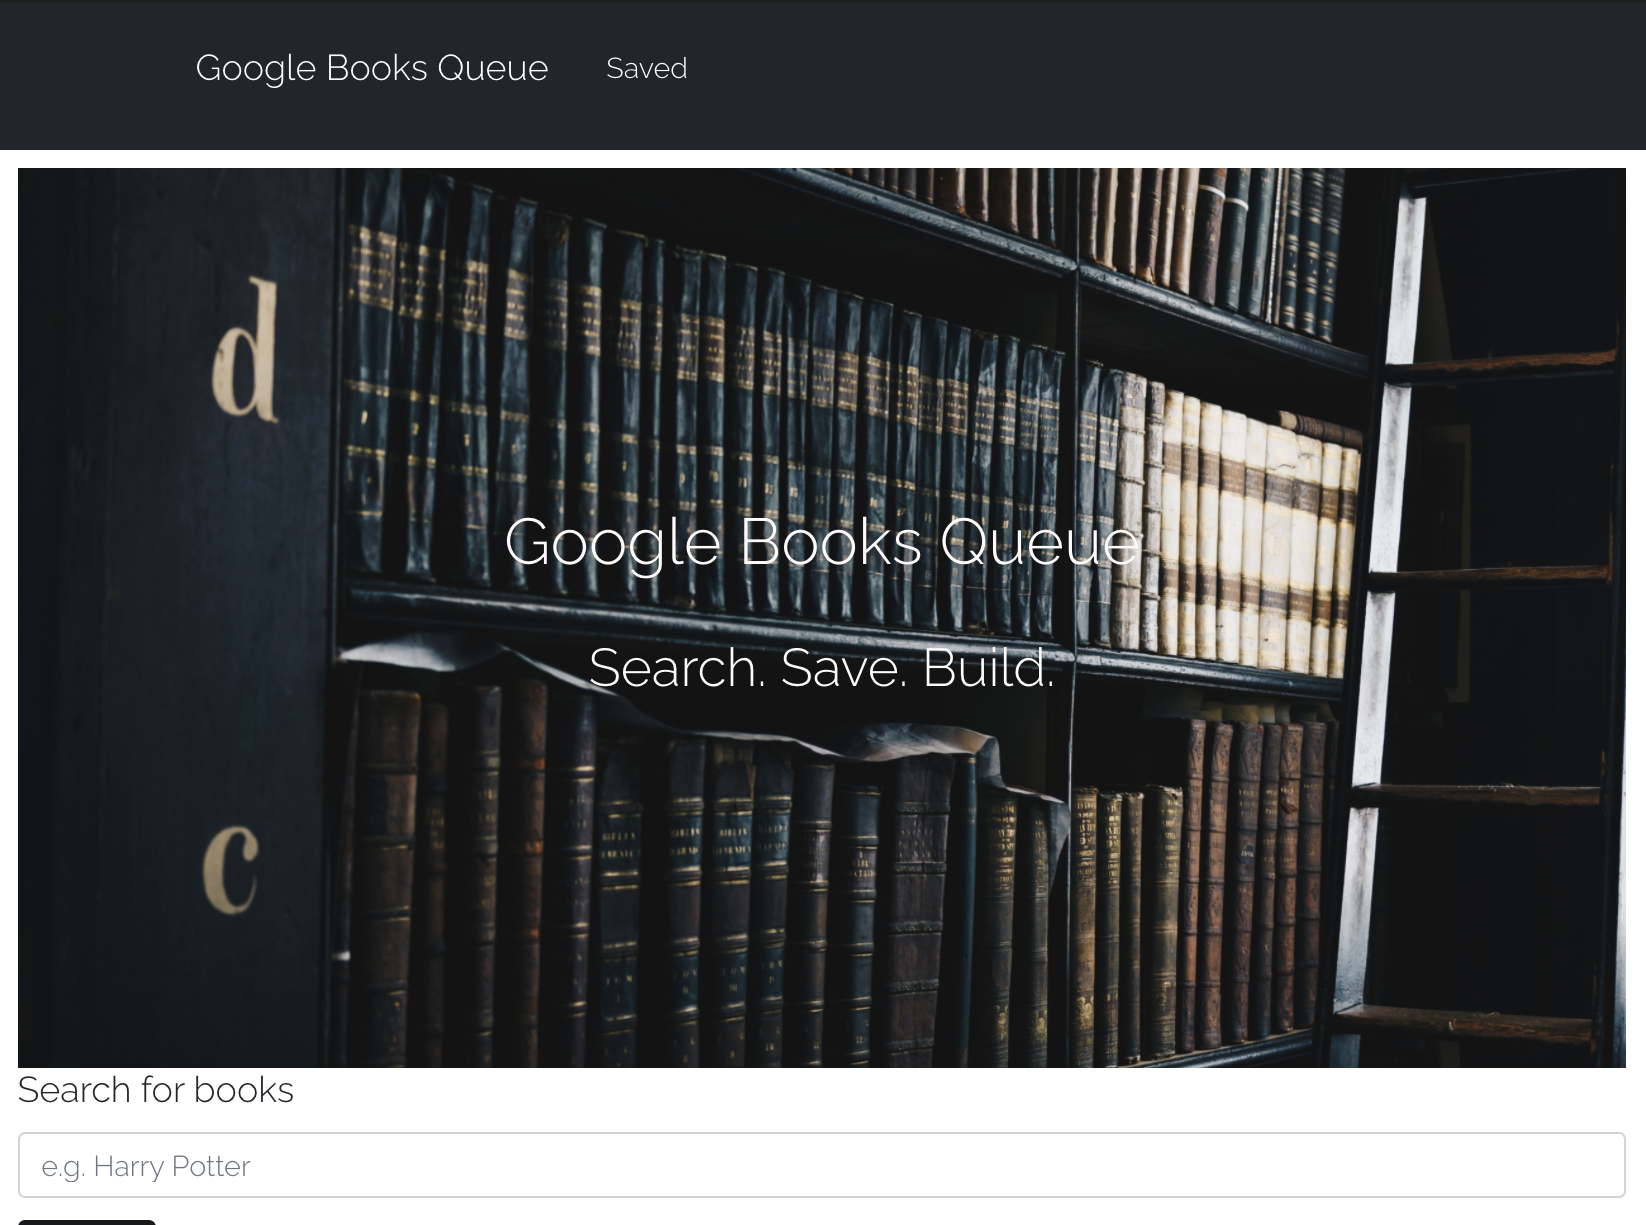 Google Books Queue
Saved
d
Google Books Queue
Search. Save. Build.
c
Search for books
e.g. Harry Potter